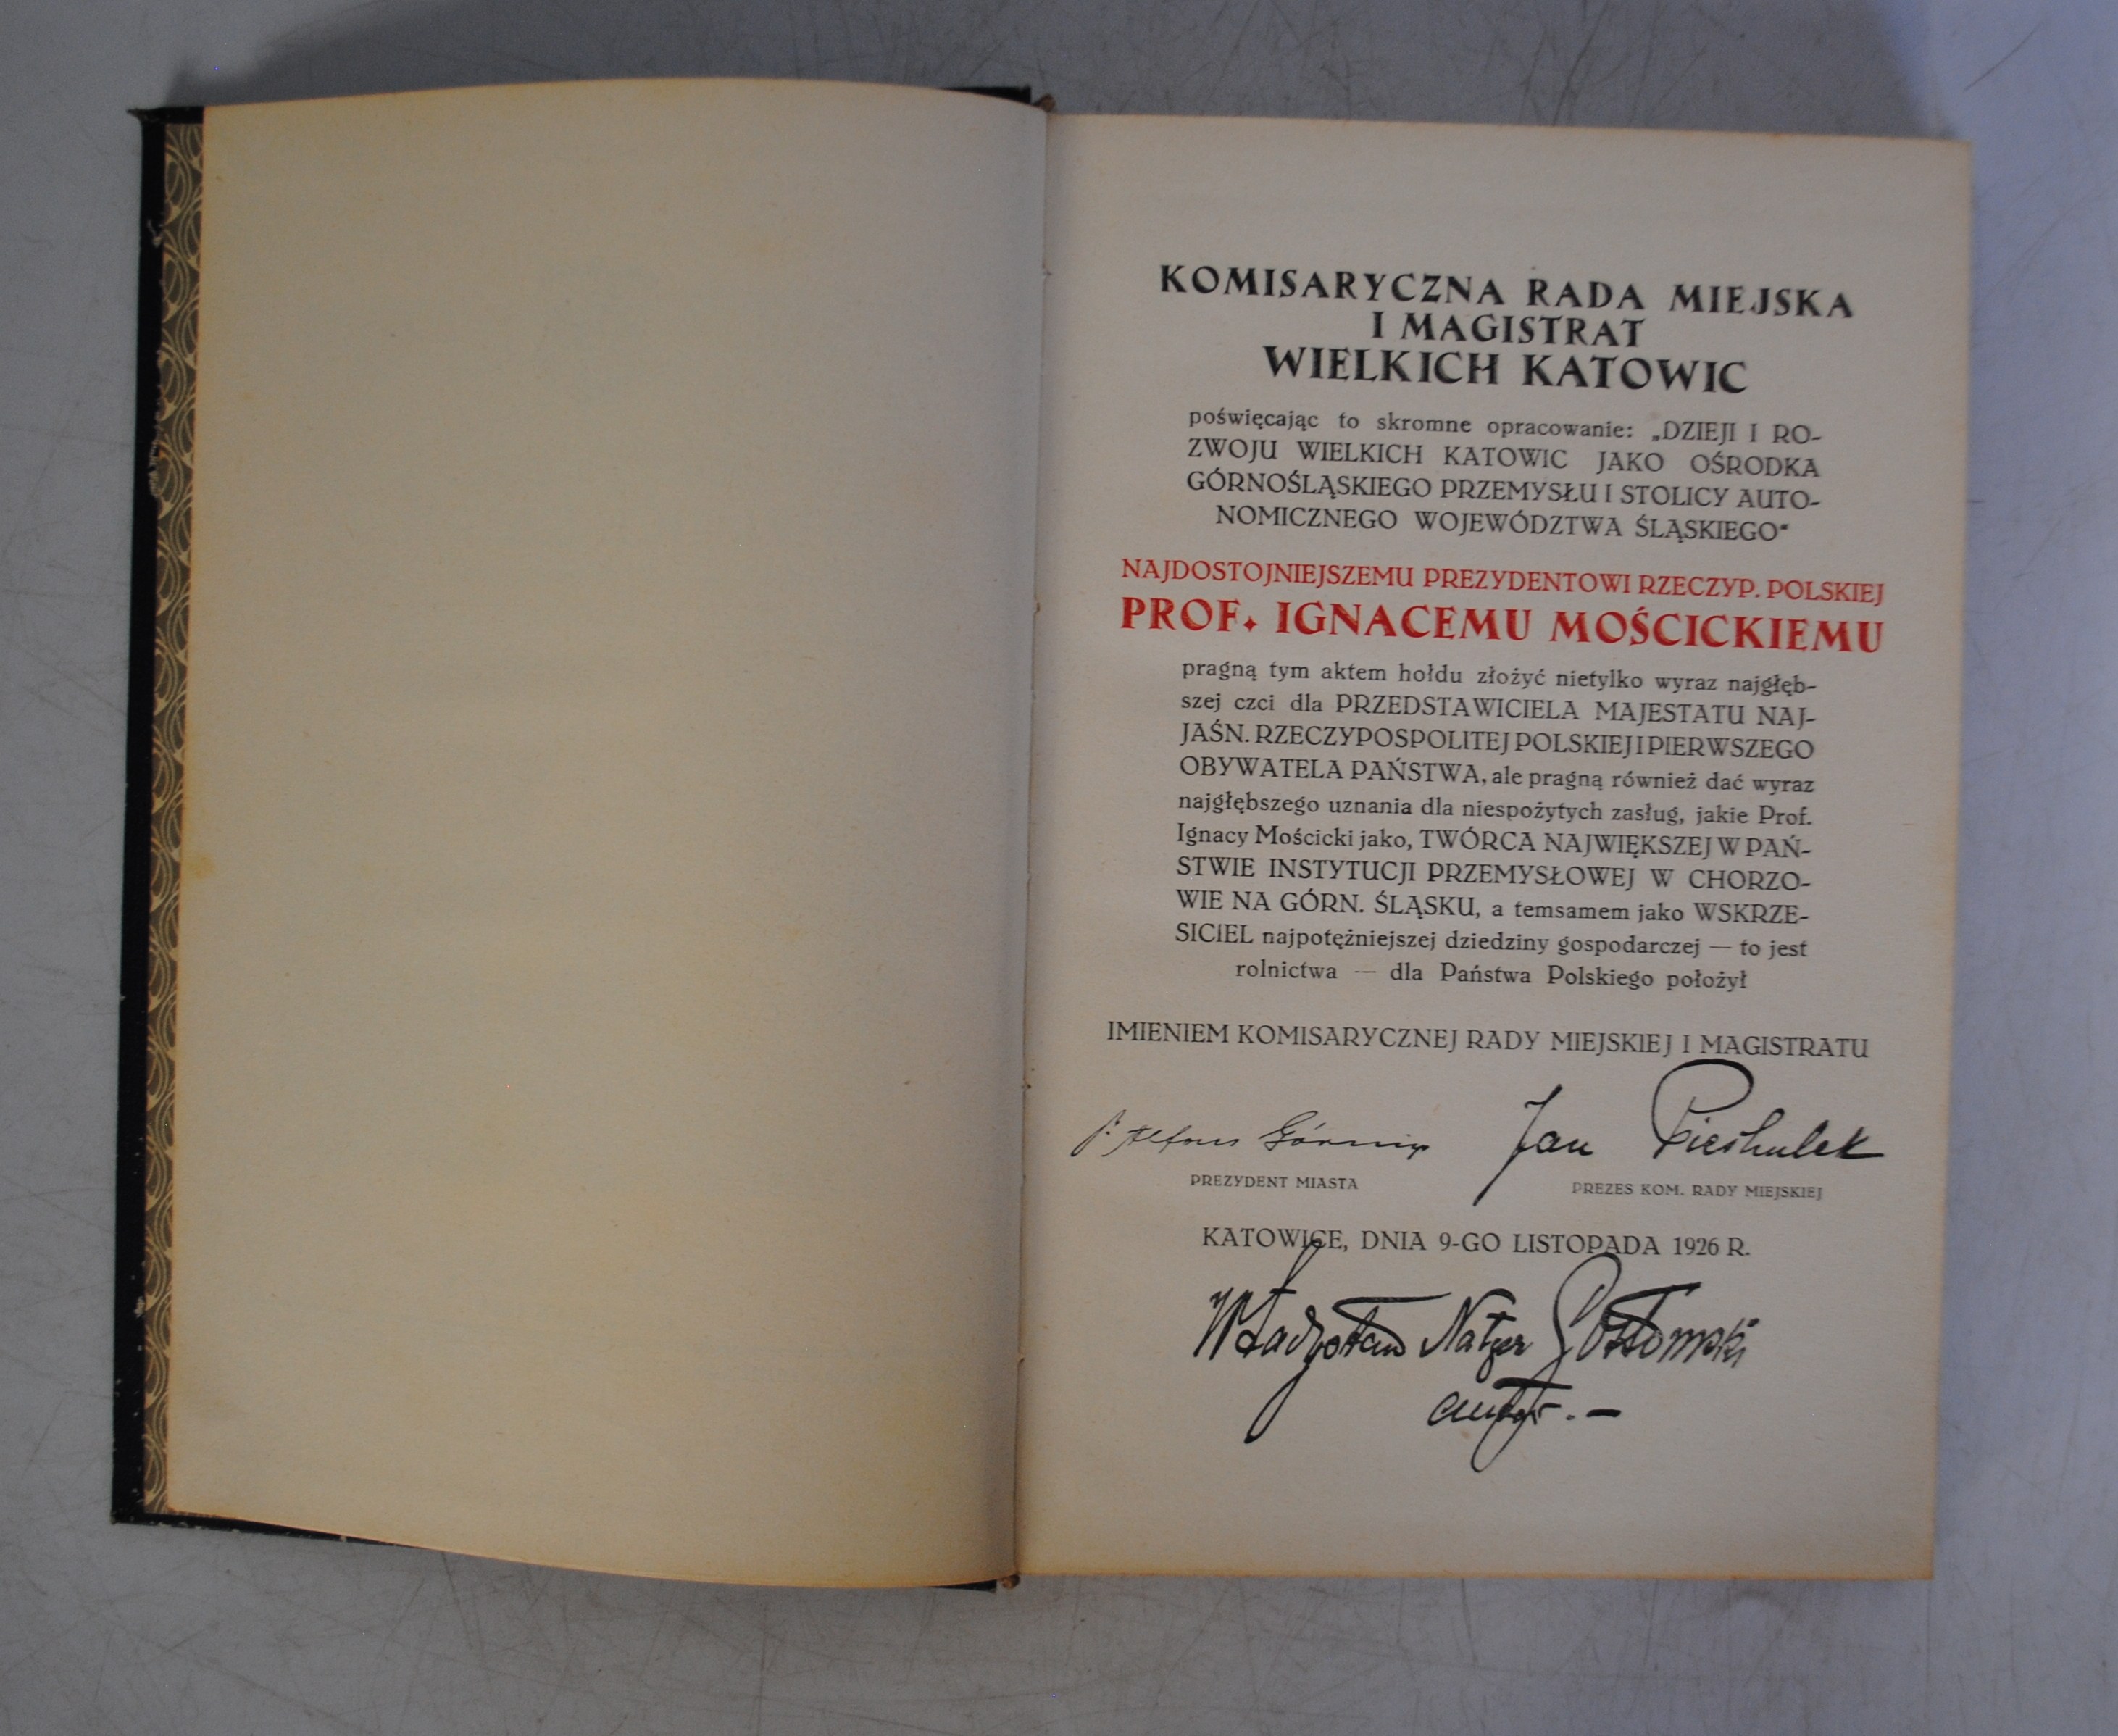 KOMISARYCZNA RADA MIEJSKA
I MAGISTRAT
WIELKICH KATOWIC
poświęcając to skromne opracowanie: „DZIEJI I RO-
ZWOJU WIELKICH KATOWIC JAKO OŚRODKA
GÓRNOŚLĄSKIEGO PRZEMYSŁU I STOLICY AUTO-
NOMICZNEGO WOJEWÓDZTWA ŚLĄSKIEGO“
NAJDOSTOJNIEJSZEMU PREZYDENTOWI RZECZYP. POLSKIEJ
PROF. IGNACEMU MOŚCICKIEMU
pragną tym aktem hołdu złożyć nietylko wyraz najgłęb-
szej czci dla PRZEDSTAWICIELA MAJESTATU NAJ-
JAŚN. RZECZYPOSPOLITEJ POLSKIEJ I PIERWSZEGO
OBYWATELA PAŃSTWA, ale pragną również dać wyraz
najgłębszego uznania dla niespożytych zasług, jakie Prof.
Ignacy Mościcki jako, TWÓRCA NAJWIĘKSZEJ W PAŃ-
STWIE INSTYTUCJI PRZEMYSŁOWEJ W CHORZO-
WIE NA GÓRN. ŚLĄSKU, a temsamem jako WSKRZE-
SICIEL najpotężniejszej dziedziny gospodarczej — to jest
rolnictwa — dla Państwa Polskiego położył
IMIENIEM KOMISARYCZNEJ RADY MIEJSKIEJ I MAGISTRATU
Alfons Górnik Jan Piechulek
PREZYDENT MIASTA PREZES KOM. RADY MIEJSKIEJ
KATOWICE, DNIA 9-GO LISTOPADA 1926 R.
Władysław
autor.-